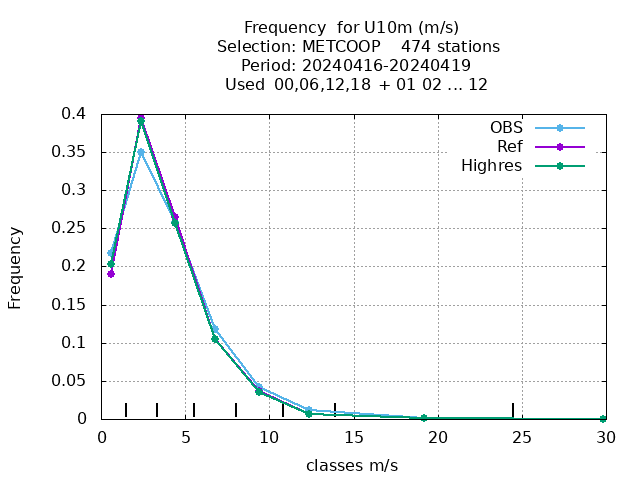 Frequency for U10m (m/s)
Selection: METCOOP 474 stations
Period: 20240416-20240419
Used 00,06,12,18 + 01 02 ... 12
OBS
Ref
Highres
0.4
0.35
0.3
0.25
0.2
0.15
0.1
0.05
0
Frequency
0 5 10 15 20 25 30
classes m/s